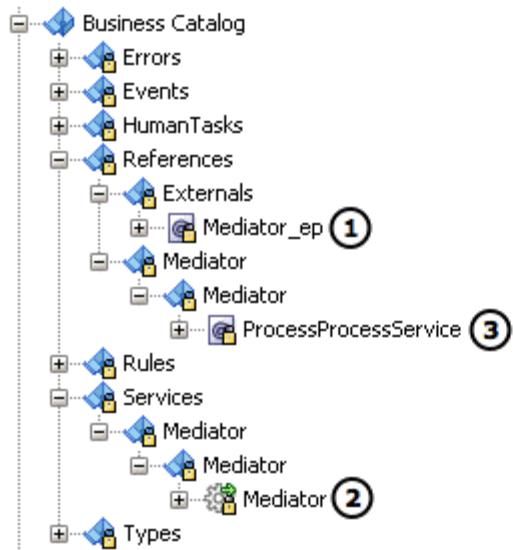 Business Catalog
Errors
Events
HumanTasks
References
Externals
Mediator_ep 1
Mediator
Mediator
ProcessProcessService 3
Rules
Services
Mediator
Mediator
Mediator 2
Types